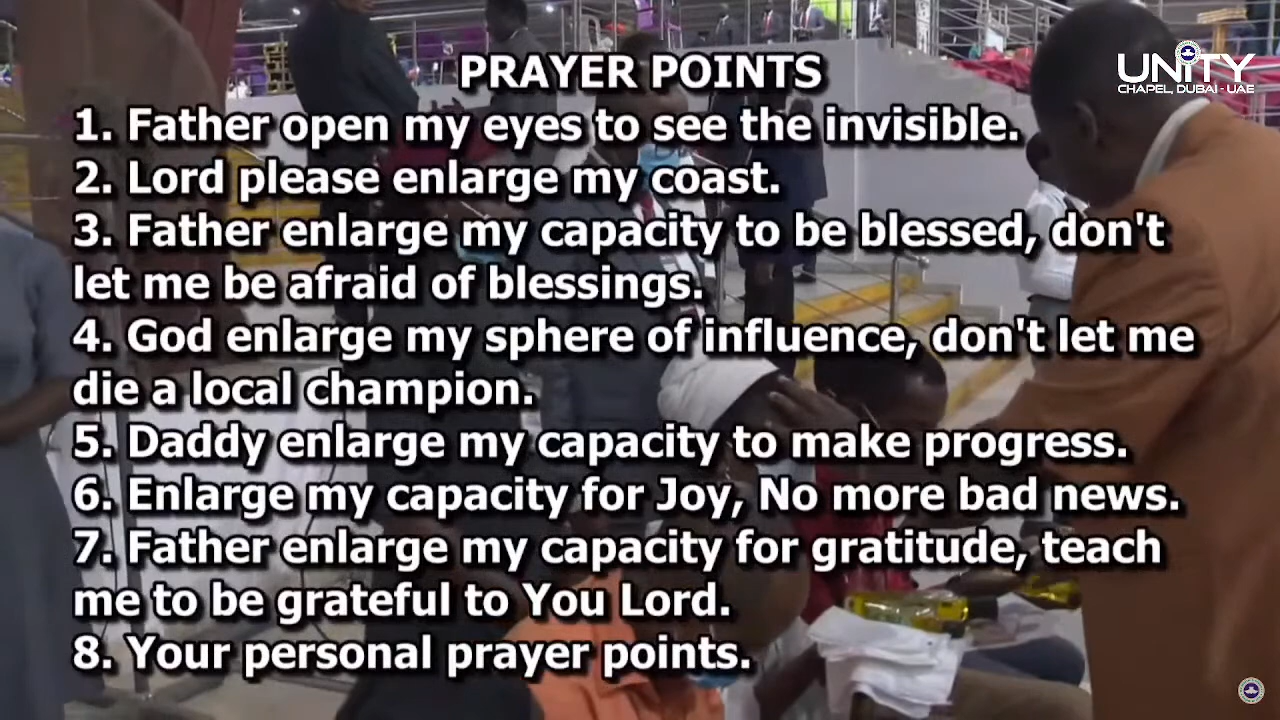 PRAYER POINTS
UNITY
CHAPEL, DUBAI - UAE
1. Father open my eyes to see the invisible.
2. Lord please enlarge my coast.
3. Father enlarge my capacity to be blessed, don't
let me be afraid of blessings.
4. God enlarge my sphere of influence, don't let me
die a local champion.
5. Daddy enlarge my capacity to make progress.
6. Enlarge my capacity for Joy, No more bad news.
7. Father enlarge my capacity for gratitude, teach
me to be grateful to You Lord.
8. Your personal prayer points.